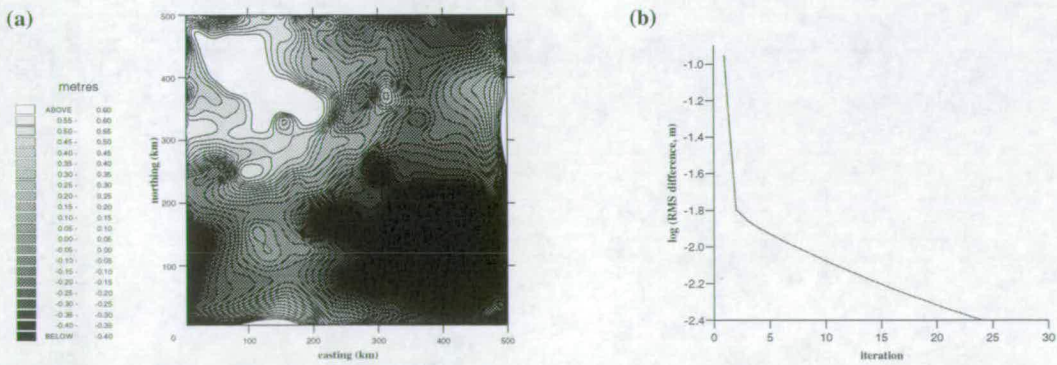 (a)
metres
ABOVE 0.60
0.55 - 0.60
0.50 - 0.55
0.45 - 0.50
0.40 - 0.45
0.35 - 0.40
0.30 - 0.35
0.25 - 0.30
0.20 - 0.25
0.15 - 0.20
0.10 - 0.15
0.05 - 0.10
0.00 - 0.05
-0.05 - 0.00
-0.10 - -0.05
-0.15 - -0.10
-0.20 - -0.15
-0.25 - -0.20
-0.30 - -0.25
-0.35 - -0.30
-0.40 - -0.35
BELOW -0.40
500
400
300
200
100
0
northing (km)
0 100 200 300 400 500
easting (km)
(b)
-1.0
-1.2
-1.4
-1.6
-1.8
-2.0
-2.2
-2.4
log (RMS difference, m)
0 5 10 15 20 25 30
iteration